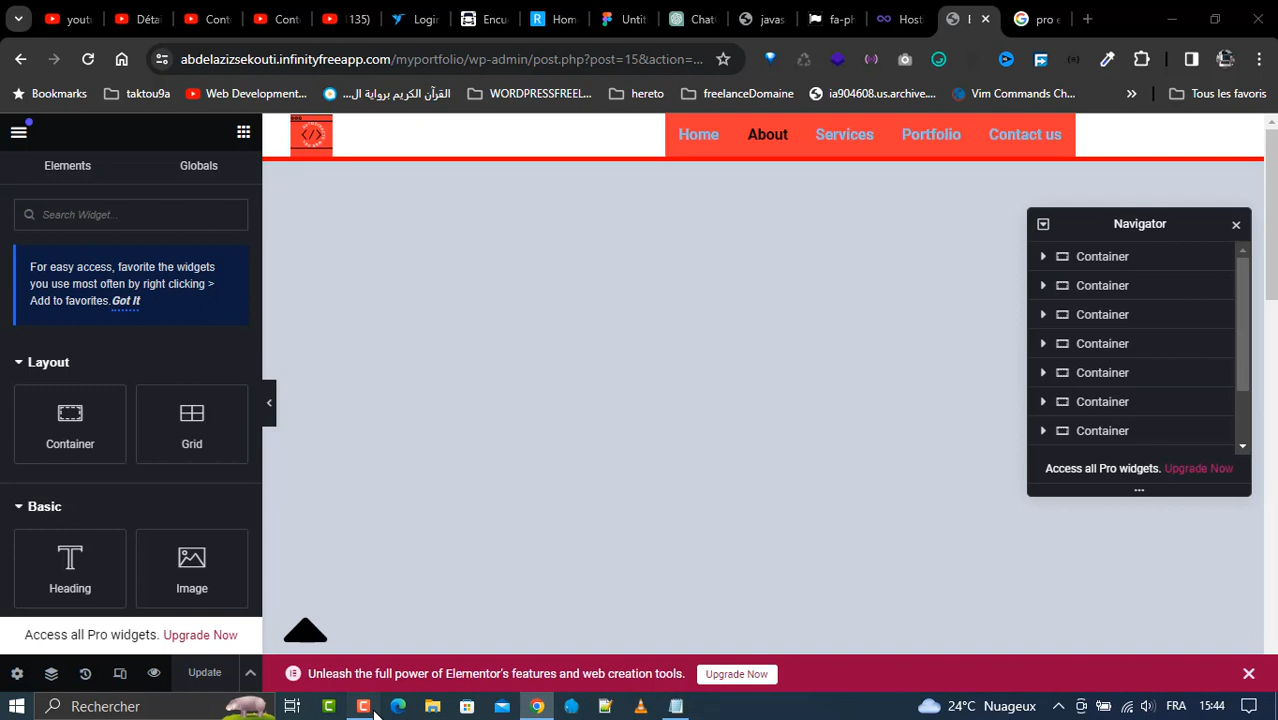 youtu
Déta
Cont
Cont
135)
Login
Encu
Hom
Untit
Chat
javas
fa-ph
Host
pro e
abdelazizsekouti.infinityfreeapp.com/myportfolio/wp-admin/post.php?post=15&action=...
Bookmarks
taktou9a
Web Development...
القرآن الكريم برواية ال...
WORDPRESSFREEL...
hereto
freelanceDomaine
ia904608.us.archive....
Vim Commands Ch...
Tous les favoris
Elements Globals
Search Widget...
For easy access, favorite the widgets
you use most often by right clicking >
Add to favorites.Got It
Layout
Container Grid
Basic
Heading Image
Access all Pro widgets. Upgrade Now
Update
Home About Services Portfolio Contact us
Navigator
Container
Container
Container
Container
Container
Container
Container
Access all Pro widgets. Upgrade Now
Unleash the full power of Elementor's features and web creation tools. Upgrade Now
Rechercher
24°C Nuageux
FRA
15:44